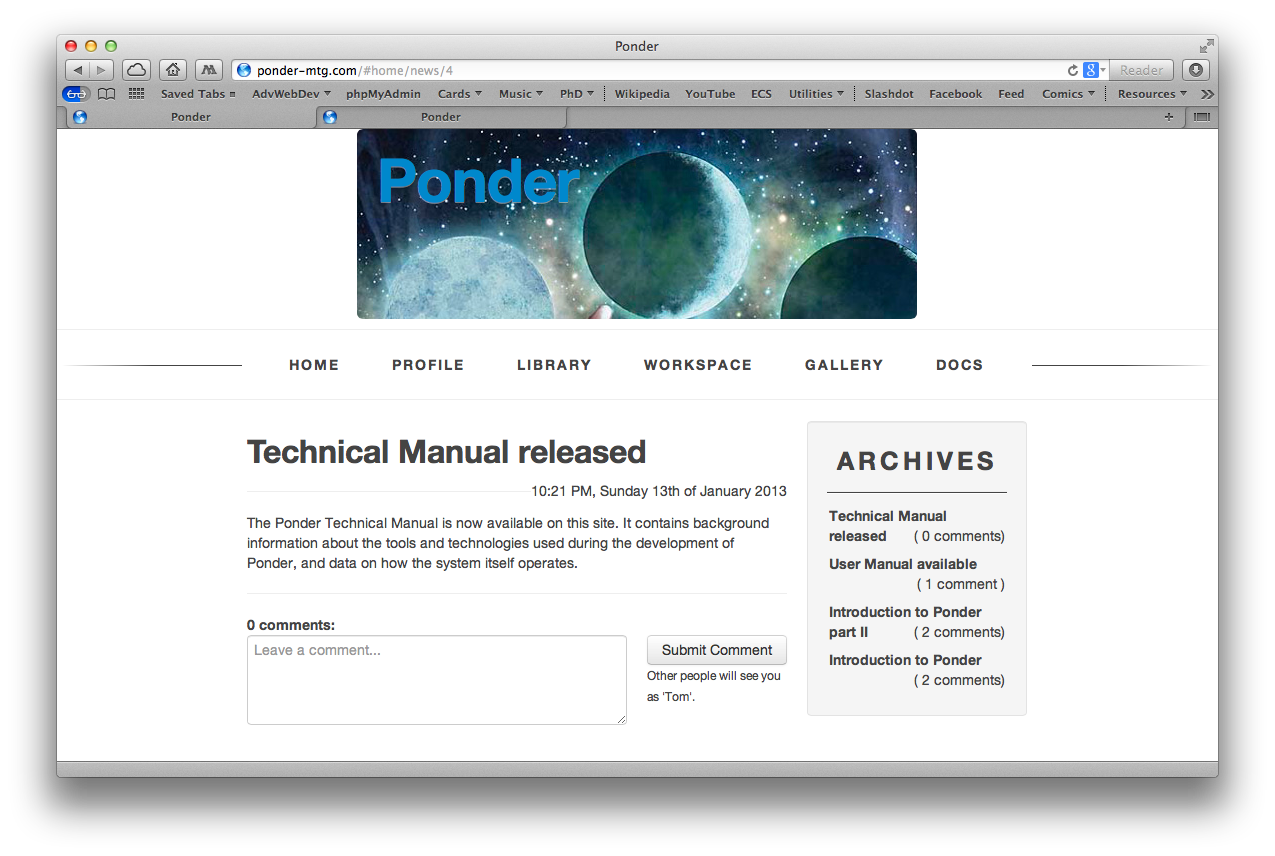 Ponder
ponder-mtg.com/#home/news/4
Reader
Saved Tabs
AdvWebDev
phpMyAdmin
Cards
Music
PhD
Wikipedia
YouTube
ECS
Utilities
Slashdot
Facebook
Feed
Comics
Resources
Ponder
Ponder
Ponder
HOME
PROFILE
LIBRARY
WORKSPACE
GALLERY
DOCS
Technical Manual released
10:21 PM, Sunday 13th of January 2013
The Ponder Technical Manual is now available on this site. It contains background
information about the tools and technologies used during the development of
Ponder, and data on how the system itself operates.
0 comments:
Leave a comment...
Submit Comment
Other people will see you
as 'Tom'.
ARCHIVES
Technical Manual
released ( 0 comments)
User Manual available
( 1 comment )
Introduction to Ponder
part II ( 2 comments)
Introduction to Ponder
( 2 comments)